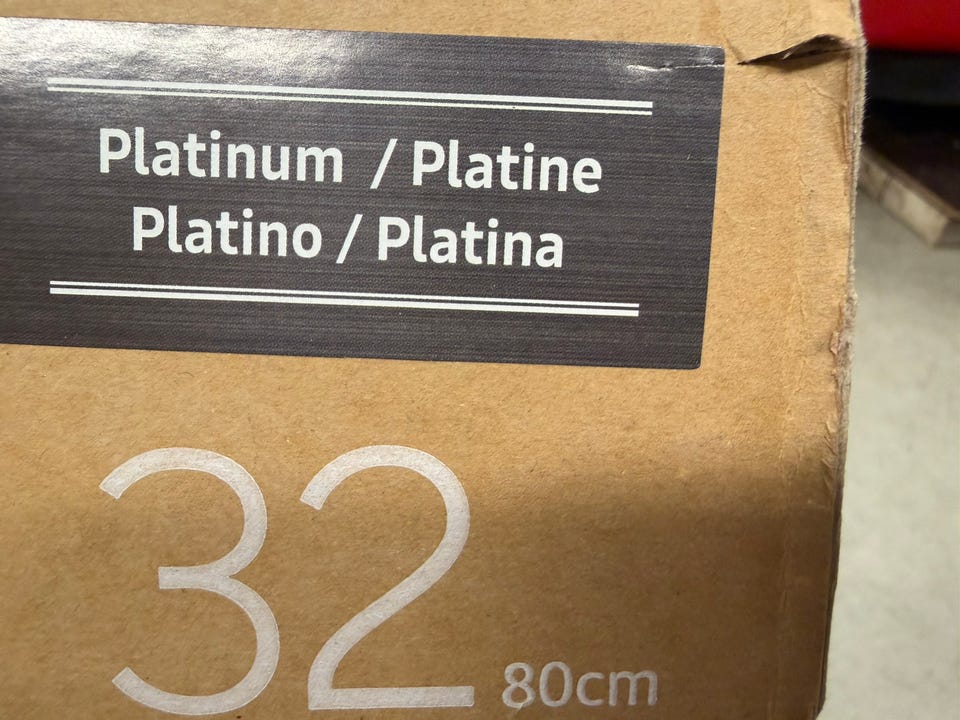 Platinum / Platine
Platino / Platina
32 80cm